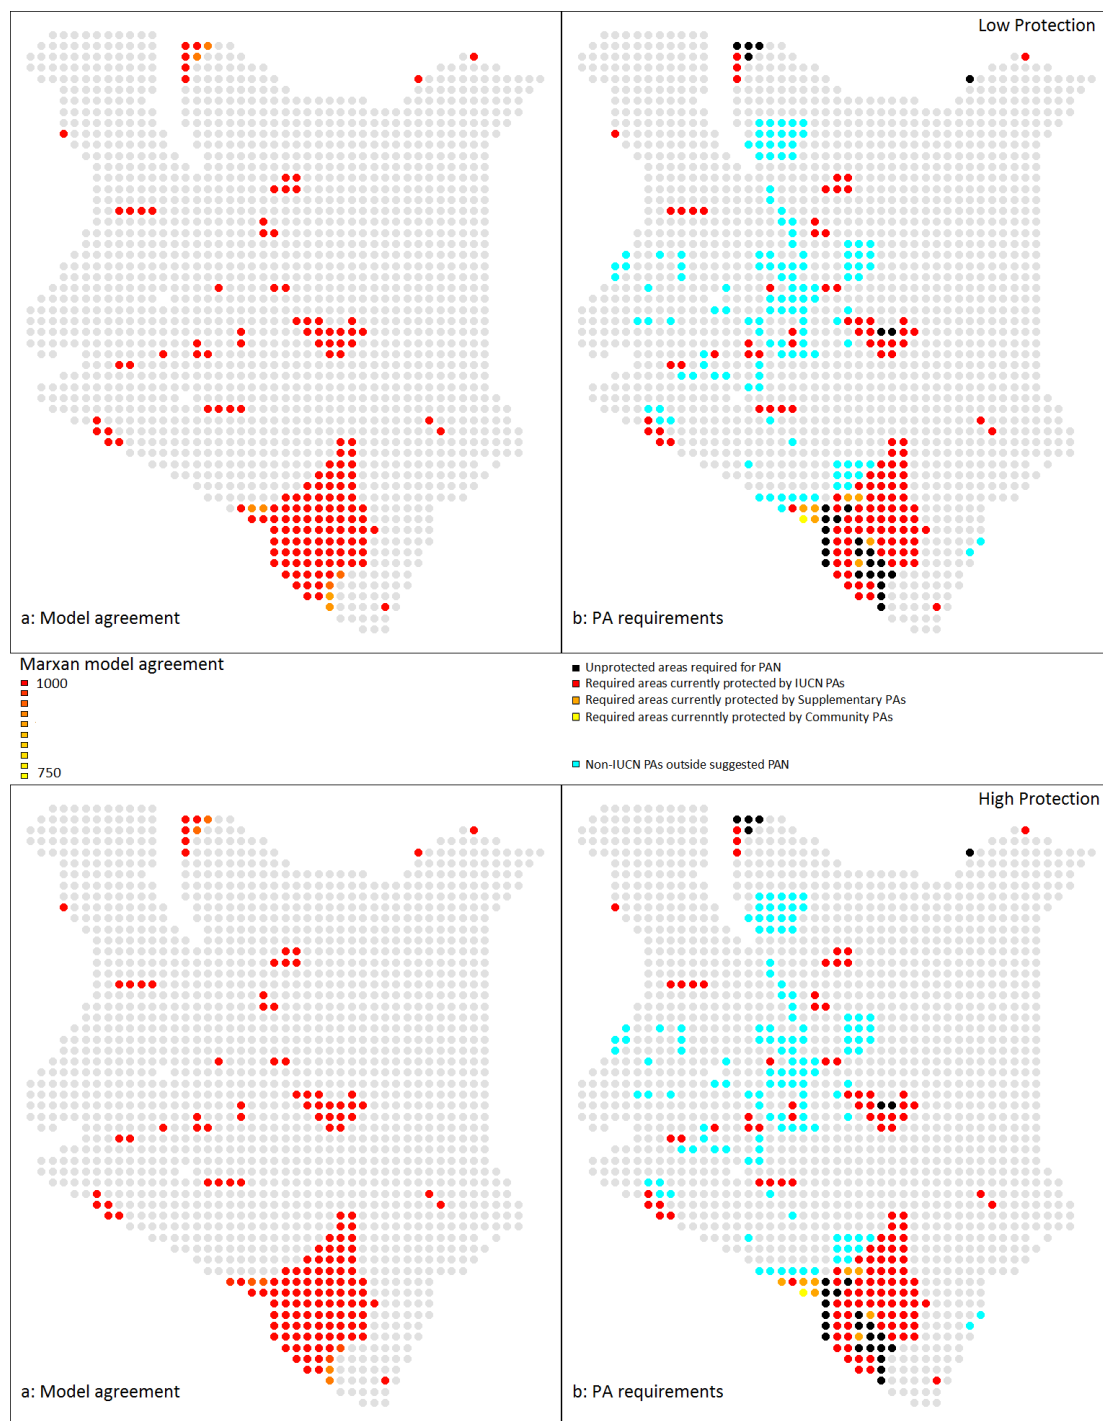 Low Protection
a: Model agreement
b: PA requirements
Marxan model agreement
1000
750
Unprotected areas required for PAN
Required areas currently protected by IUCN PAs
Required areas currently protected by Supplementary PAs
Required areas currenntly protected by Community PAs
Non-IUCN PAs outside suggested PAN
High Protection
a: Model agreement
b: PA requirements